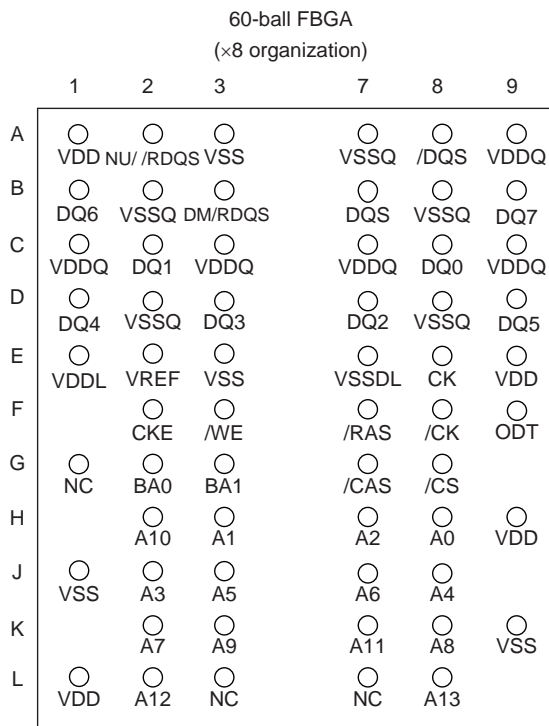 60-ball FBGA
(×8 organization)
1 2 3 7 8 9
A
VDD NU/ /RDQS VSS VSSQ /DQS VDDQ
B
DQ6 VSSQ DM/RDQS DQS VSSQ DQ7
C
VDDQ DQ1 VDDQ VDDQ DQ0 VDDQ
D
DQ4 VSSQ DQ3 DQ2 VSSQ DQ5
E
VDDL VREF VSS VSSDL CK VDD
F
CKE /WE /RAS /CK ODT
G
NC BA0 BA1 /CAS /CS
H
A10 A1 A2 A0 VDD
J
VSS A3 A5 A6 A4
K
A7 A9 A11 A8 VSS
L
VDD A12 NC NC A13